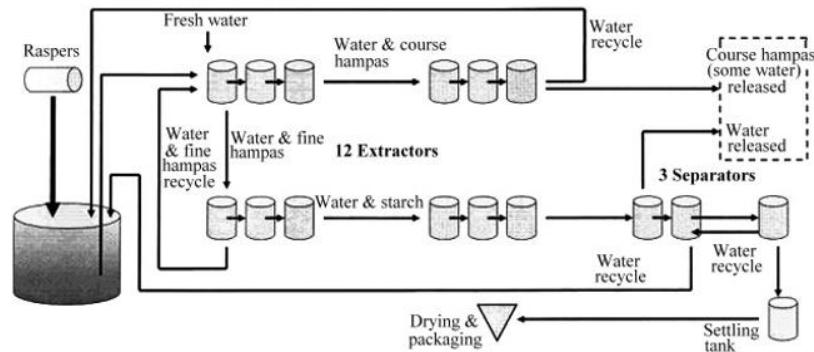 Fresh water
Raspers
Water & course
hampas
Water
recycle
Course hampas
(some water)
released
Water
& fine
hampas
recycle
Water & fine
hampas
12 Extractors
Water
released
3 Separators
Water & starch
Water
recycle
Water
recycle
Drying &
packaging
Settling
tank